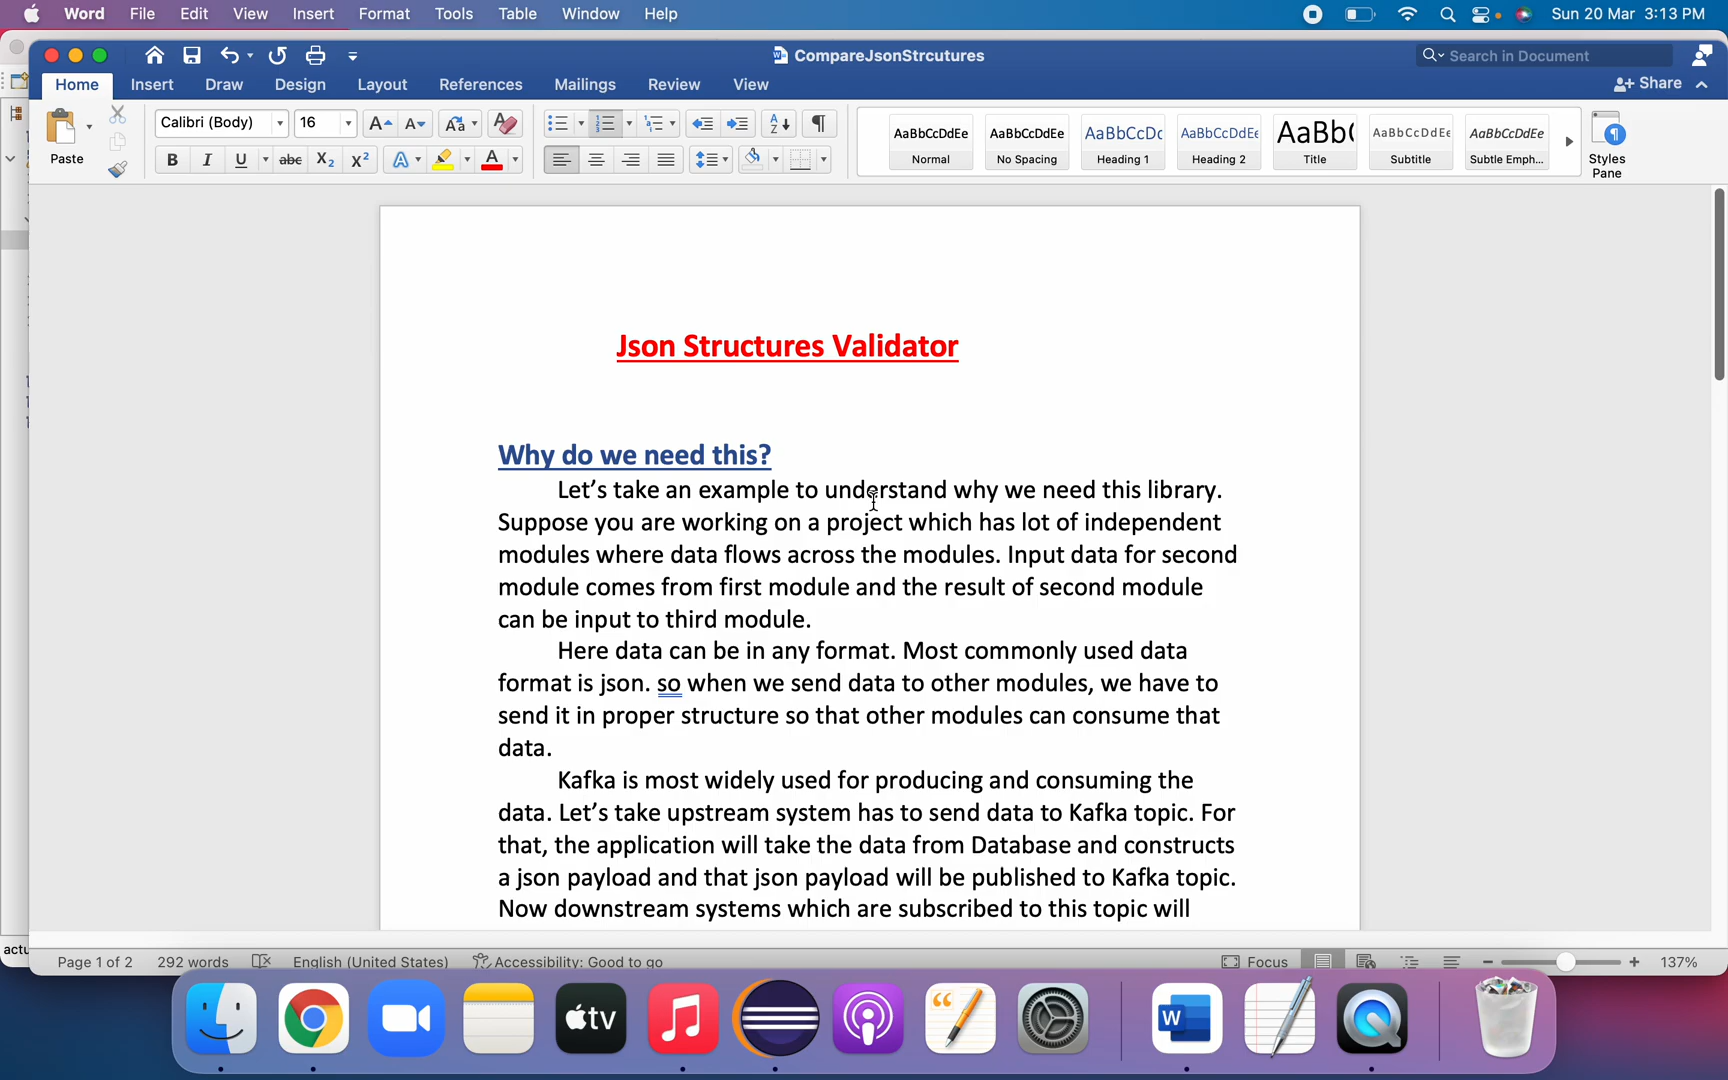 Word File Edit View Insert Format Tools Table Window Help Sun 20 Mar 3:13 PM
CompareJsonStrcutures
Search in Document
Home Insert Draw Design Layout References Mailings Review View
Share
Paste
Calibri (Body) 16
AaBbCcDdEe AaBbCcDdEe AaBbCcDc AaBbCcDdEe AaBb( AaBbCcDdEe AaBbCcDdEe
Normal No Spacing Heading 1 Heading 2 Title Subtitle Subtle Emph...
Styles
Pane
Json Structures Validator
Why do we need this?
Let's take an example to understand why we need this library.
Suppose you are working on a project which has lot of independent
modules where data flows across the modules. Input data for second
module comes from first module and the result of second module
can be input to third module.
Here data can be in any format. Most commonly used data
format is json. so when we send data to other modules, we have to
send it in proper structure so that other modules can consume that
data.
Kafka is most widely used for producing and consuming the
data. Let's take upstream system has to send data to Kafka topic. For
that, the application will take the data from Database and constructs
a json payload and that json payload will be published to Kafka topic.
Now downstream systems which are subscribed to this topic will
actu
Page 1 of 2 292 words English (United States) Accessibility: Good to go Focus 137%
tv
W